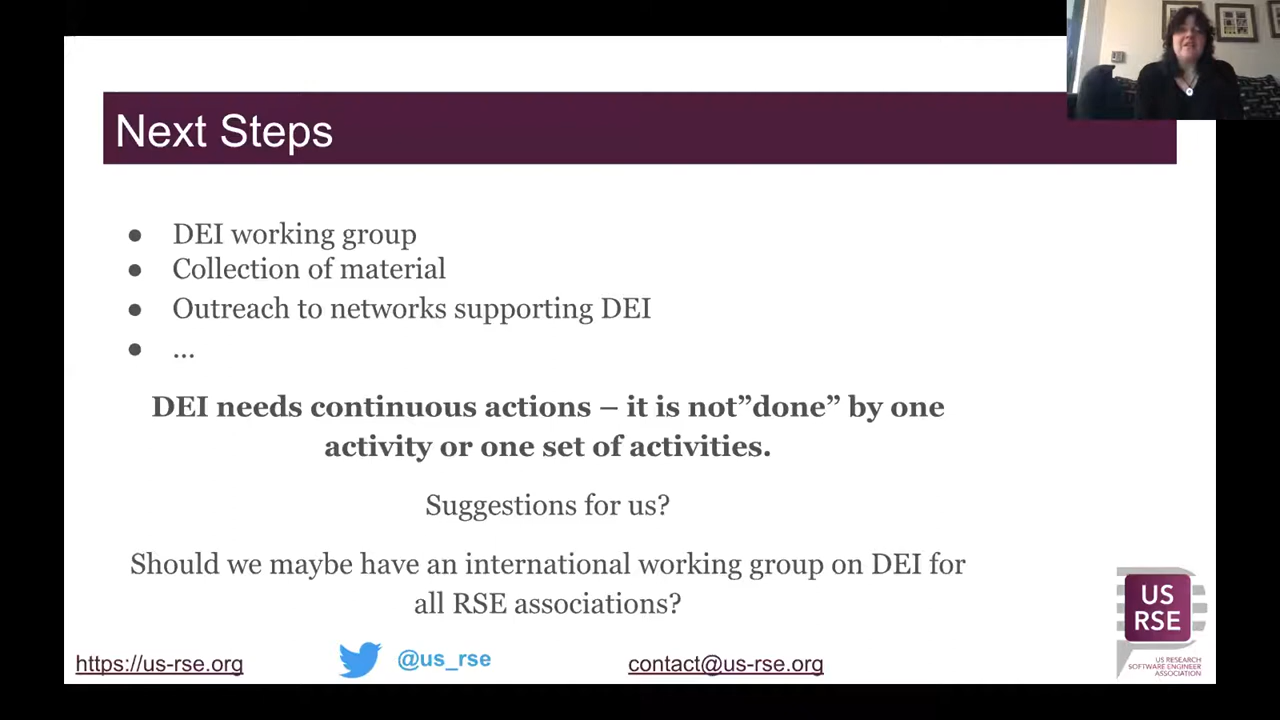 Next Steps
● DEI working group
● Collection of material
● Outreach to networks supporting DEI
● ...
DEI needs continuous actions – it is not”done” by one
activity or one set of activities.
Suggestions for us?
Should we maybe have an international working group on DEI for
all RSE associations?
https://us-rse.org
@us_rse
contact@us-rse.org
US
RSE
US RESEARCH
SOFTWARE ENGINEER
ASSOCIATION